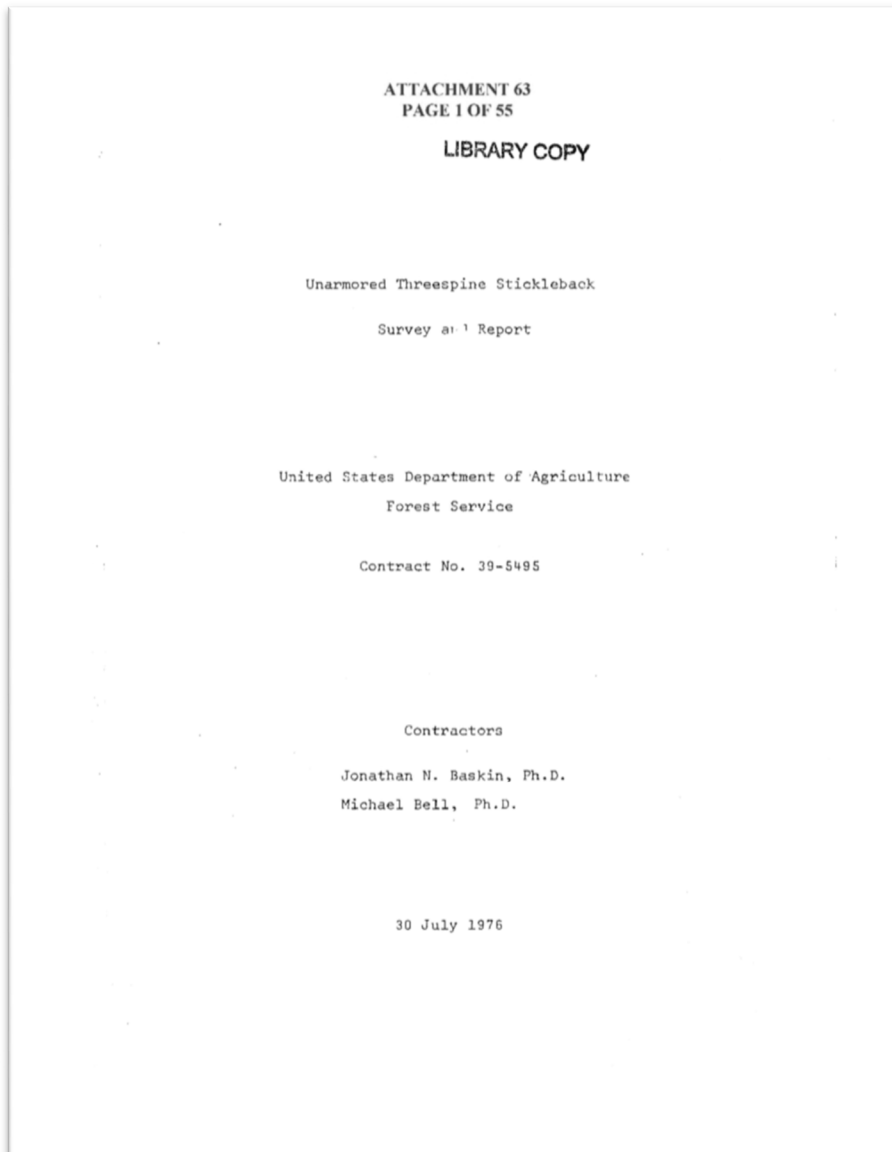 ATTACHMENT 63
PAGE 1 OF 55
LIBRARY COPY
Unarmored Threespine Stickleback
Survey Report
United States Department of Agriculture
Forest Service
Contract No. 39-5495
Contractors
Jonathan N. Baskin, Ph.D.
Michael Bell, Ph.D.
30 July 1976